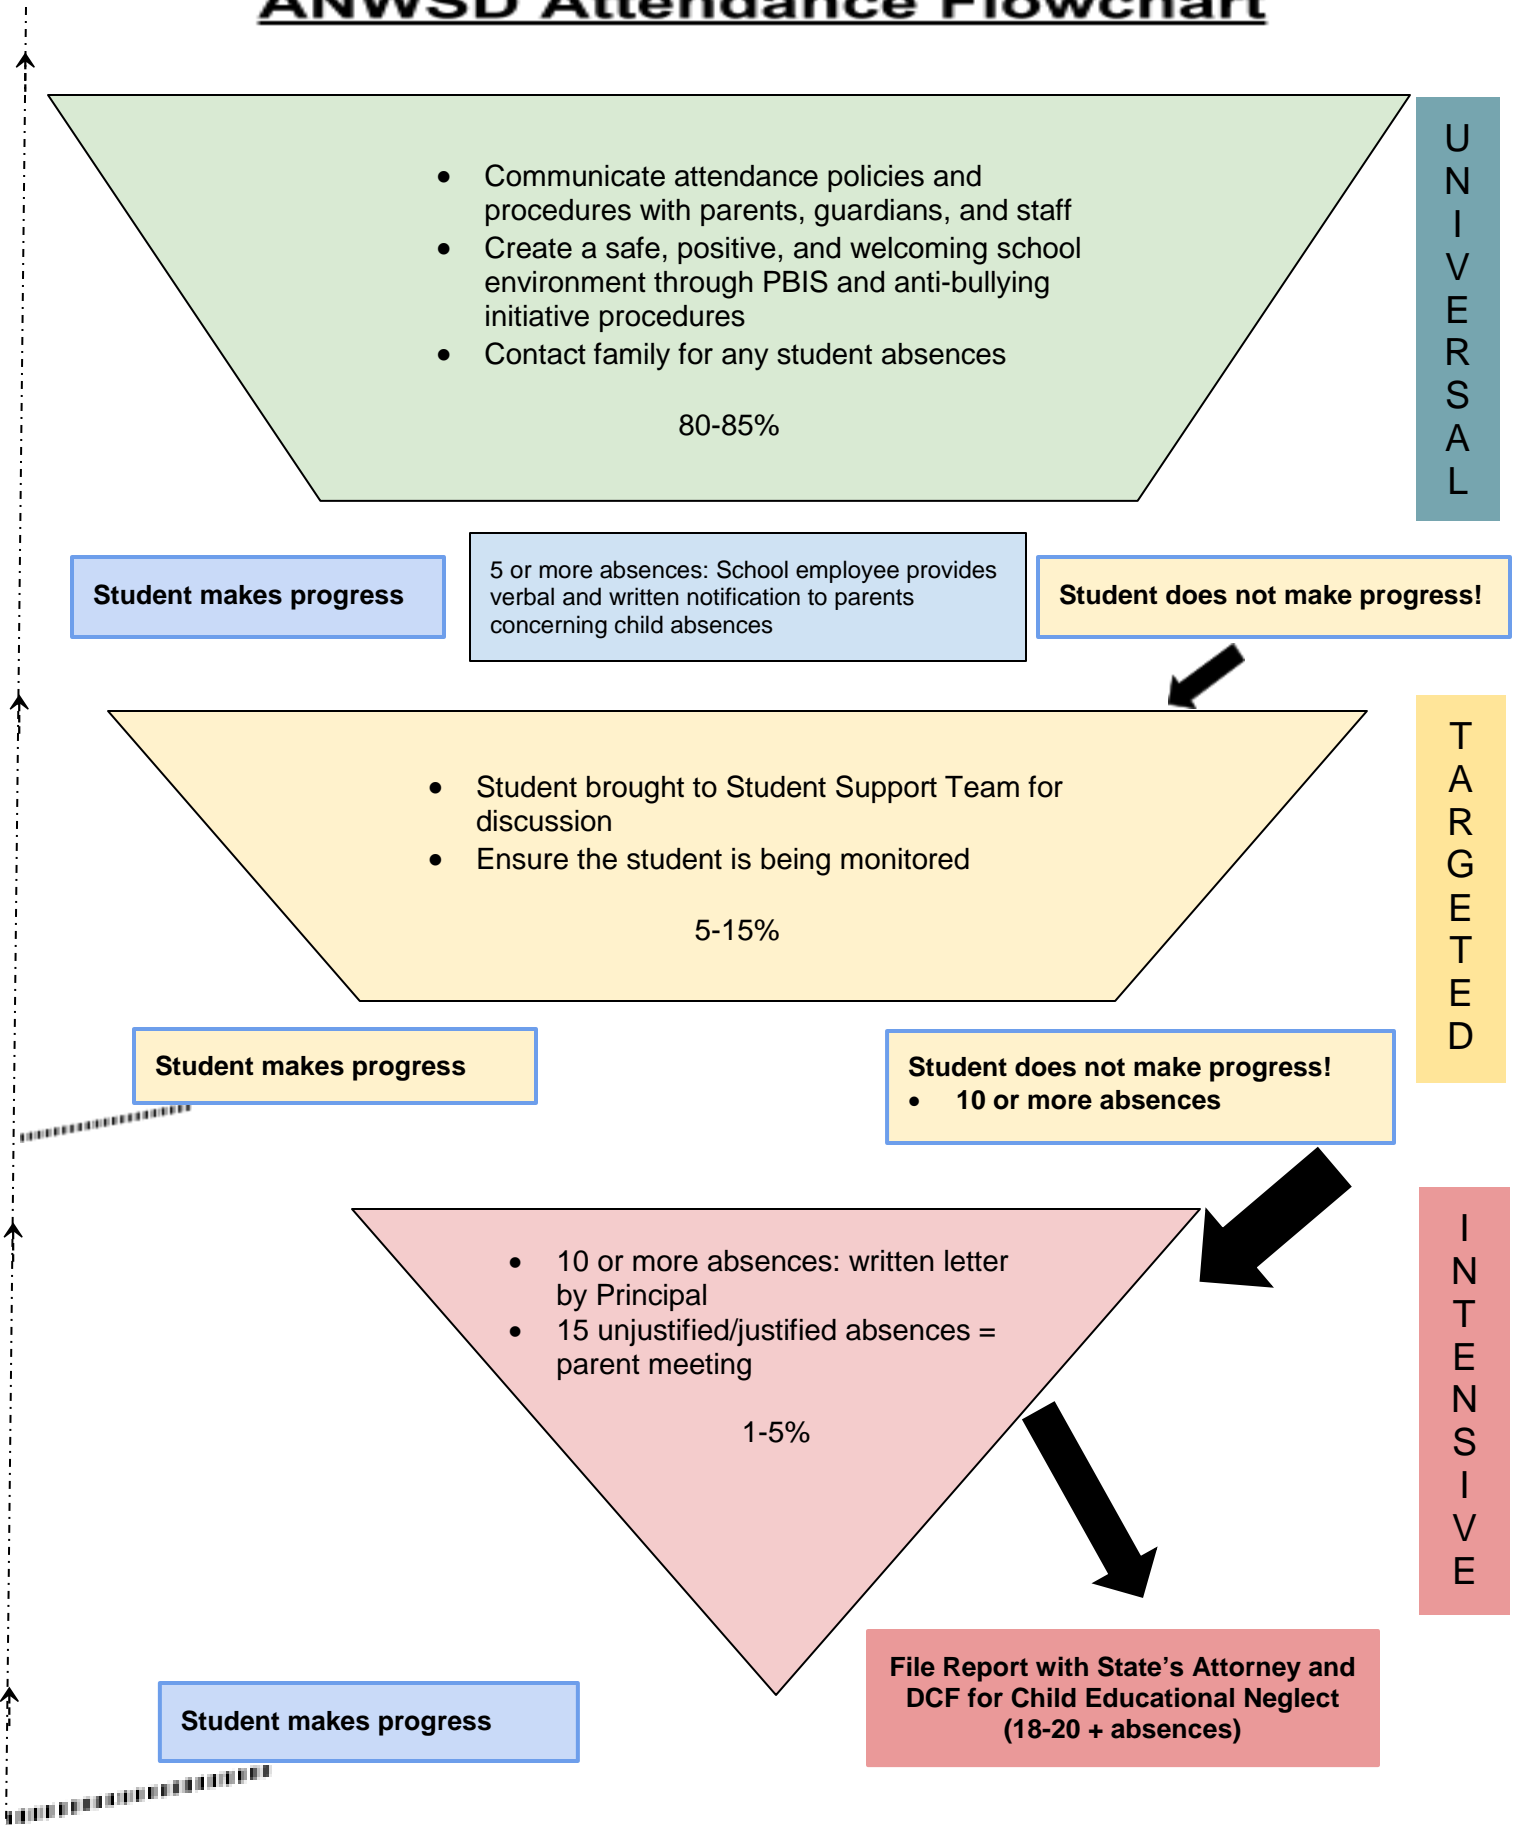 ANWSD Attendance Flowchart
• Communicate attendance policies and
procedures with parents, guardians, and staff
• Create a safe, positive, and welcoming school
environment through PBIS and anti-bullying
initiative procedures
• Contact family for any student absences
80-85%
UNIVERSAL
Student makes progress
5 or more absences: School employee provides
verbal and written notification to parents
concerning child absences
Student does not make progress!
• Student brought to Student Support Team for
discussion
• Ensure the student is being monitored
5-15%
TARGETED
Student makes progress
Student does not make progress!
• 10 or more absences
• 10 or more absences: written letter
by Principal
• 15 unjustified/justified absences =
parent meeting
1-5%
INTENSIVE
File Report with State’s Attorney and
DCF for Child Educational Neglect
(18-20 + absences)
Student makes progress